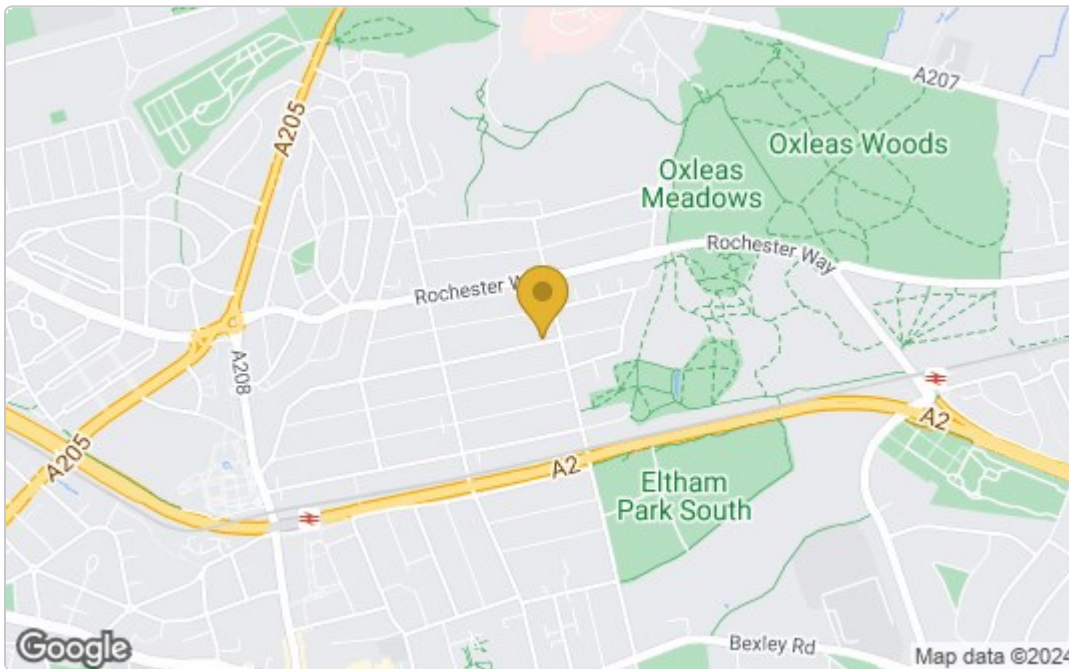 A205
A207
Oxleas Woods
Oxleas
Meadows
Rochester Way
Rochester W
A208
A205
A2
A2
Eltham
Park South
Bexley Rd
Google
Map data ©2024